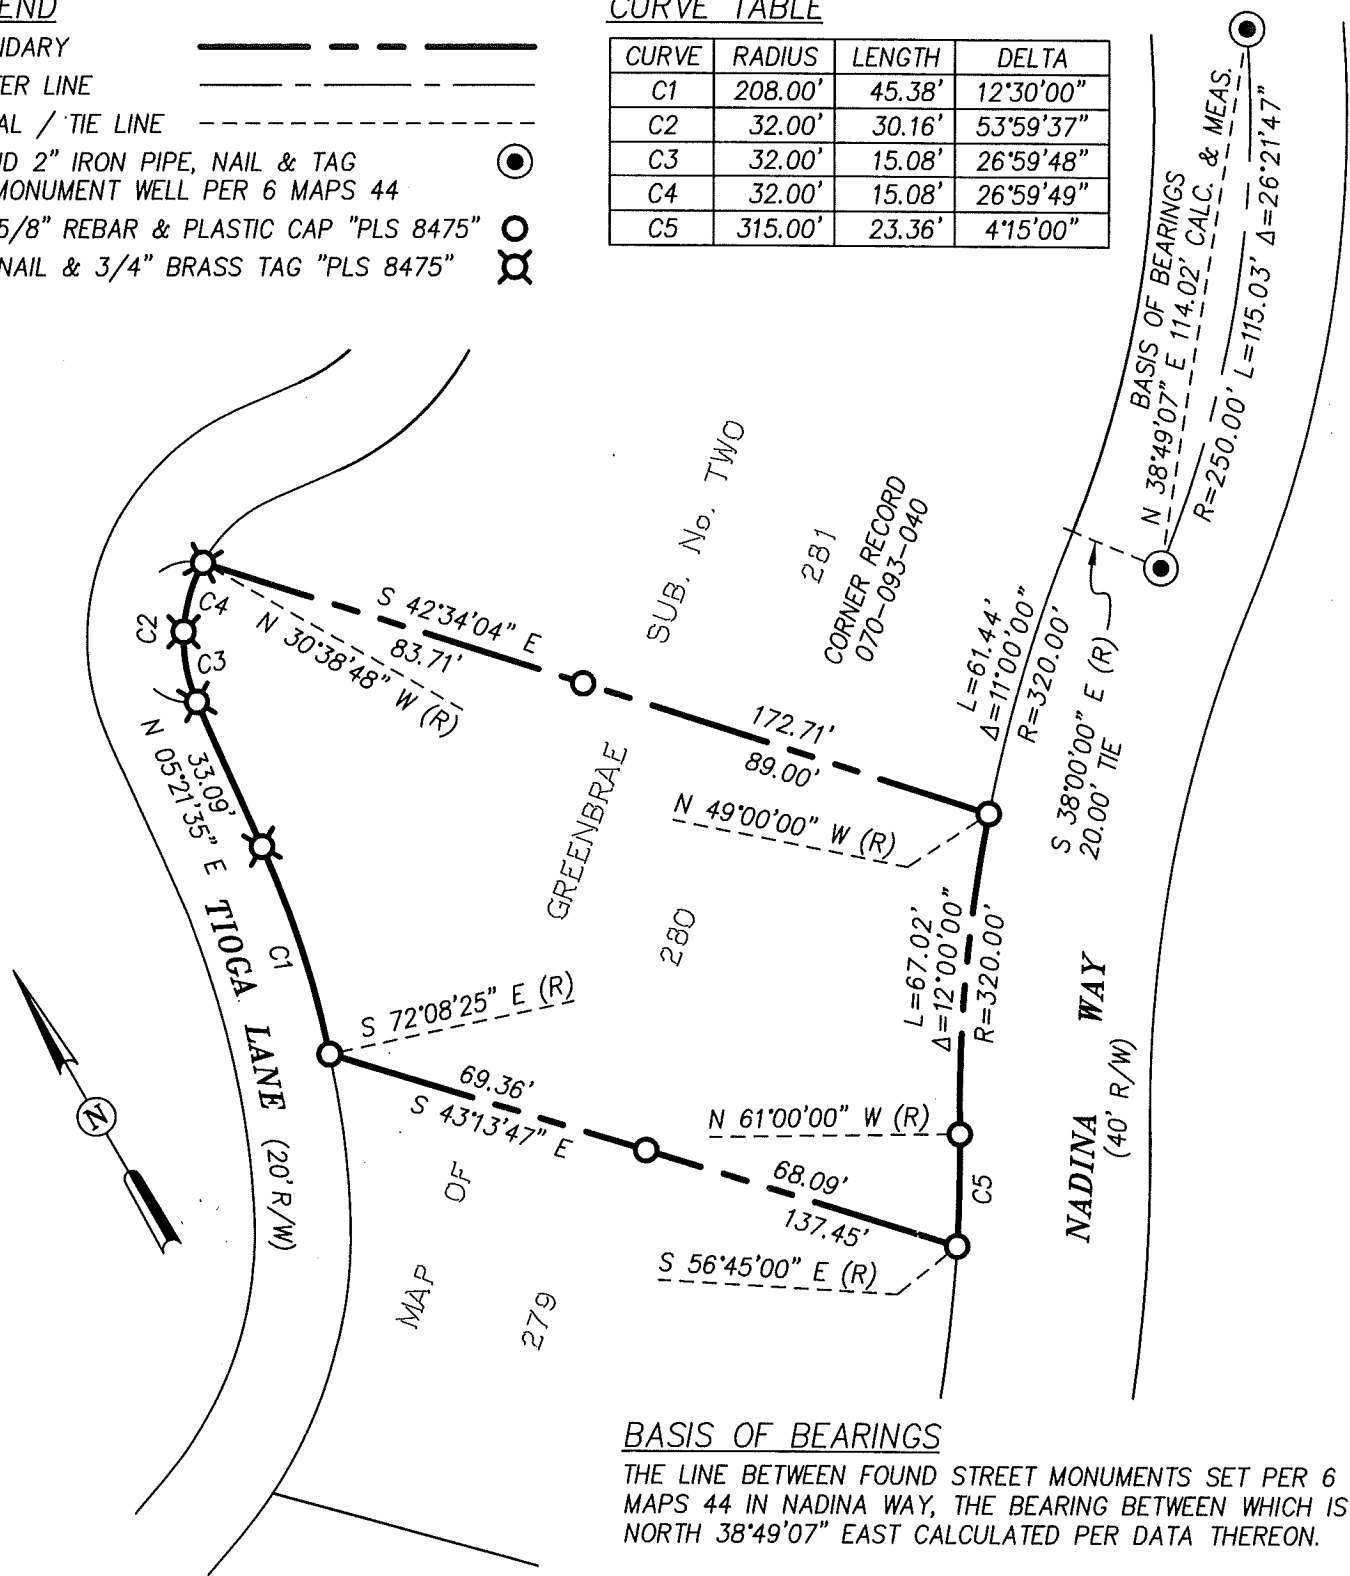 END
NDARY
ER LINE
AL / TIE LINE
ND 2" IRON PIPE, NAIL & TAG
MONUMENT WELL PER 6 MAPS 44
5/8" REBAR & PLASTIC CAP "PLS 8475"
NAIL & 3/4" BRASS TAG "PLS 8475"
CURVE TABLE
CURVE RADIUS LENGTH DELTA
C1 208.00' 45.38' 12°30'00"
C2 32.00' 30.16' 53°59'37"
C3 32.00' 15.08' 26°59'48"
C4 32.00' 15.08' 26°59'49"
C5 315.00' 23.36' 4°15'00"
BASIS OF BEARINGS
N 38°49'07" E 114.02' CALC. & MEAS.
R=250.00' L=115.03' Δ=26°21'47"
SUB. No. TWO
281
CORNER RECORD
070-093-040
C4
C2
C3
S 42°34'04" E
83.71'
N 30°38'48" W (R)
L=61.44'
Δ=11°00'00"
R=320.00'
S 38°00'00" E (R)
20.00' TIE
172.71'
89.00'
N 49°00'00" W (R)
33.09'
N 05°21'35" E
GREENBRAE
280
TIOGA LANE (20' R/W)
C1
L=67.02'
Δ=12°00'00"
R=320.00'
NADINA WAY
(40' R/W)
S 72°08'25" E (R)
69.36'
S 43°13'47" E
N 61°00'00" W (R)
68.09'
137.45'
C5
S 56°45'00" E (R)
MAP OF
279
N
BASIS OF BEARINGS
THE LINE BETWEEN FOUND STREET MONUMENTS SET PER 6
MAPS 44 IN NADINA WAY, THE BEARING BETWEEN WHICH IS
NORTH 38°49'07" EAST CALCULATED PER DATA THEREON.